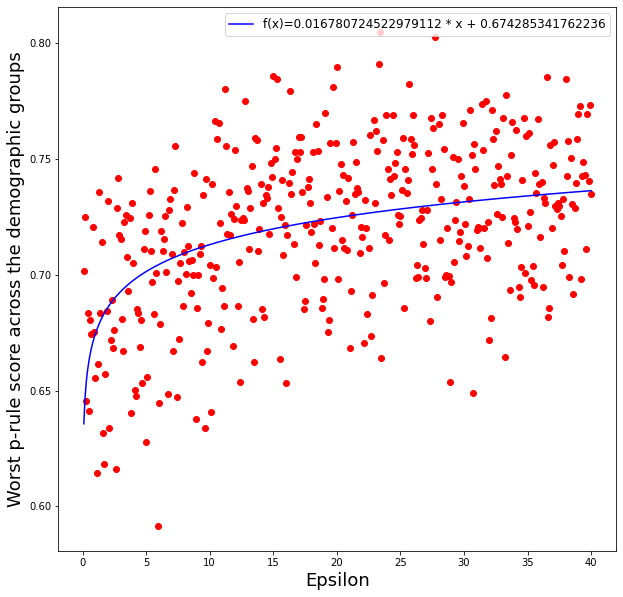 f(x)=0.016780724522979112 * x + 0.674285341762236
0.80
0.75
0.70
0.65
0.60
Worst p-rule score across the demographic groups
0 5 10 15 20 25 30 35 40
Epsilon